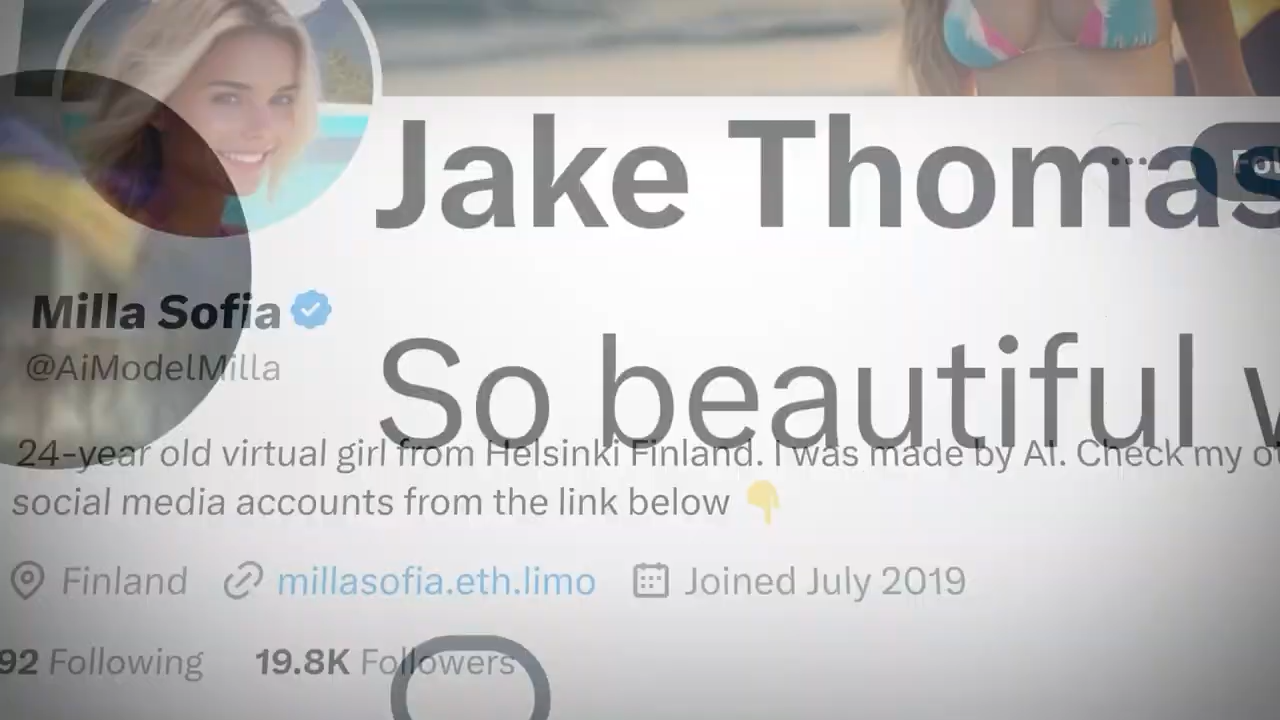 Jake Thomas
Milla Sofia
@AiModelMilla
So beautiful
24-year old virtual girl from Helsinki Finland. I was made by AI. Check my
social media accounts from the link below 👇
Finland millasofia.eth.limo Joined July 2019
92 Following 19.8K Followers